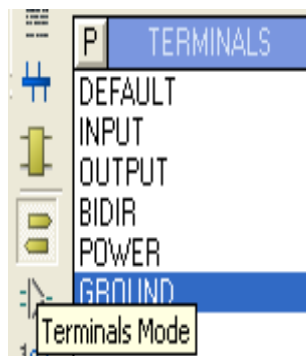 P TERMINALS
DEFAULT
INPUT
OUTPUT
BIDIR
POWER
GROUND
Terminals Mode